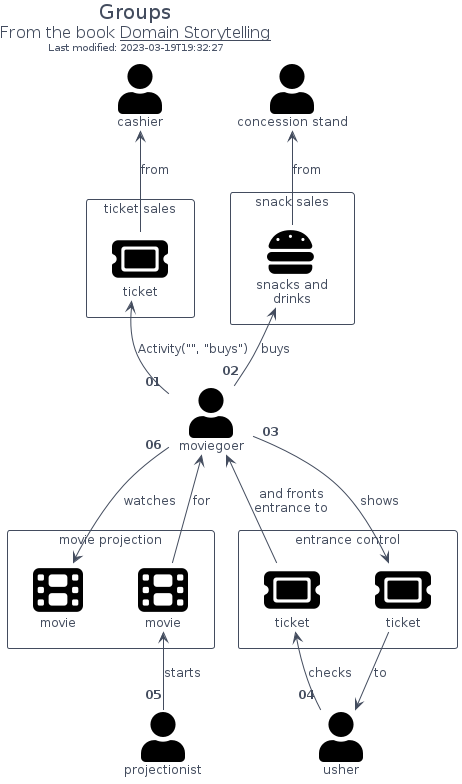 Groups
From the book Domain Storytelling
Last modified: 2023-03-19T19:32:27
cashier
concession stand
from
from
ticket sales
snack sales
ticket
snacks and
drinks
Activity("", "buys")
buys
01
02
moviegoer
03
06
watches
for
and fronts
entrance to
shows
movie projection
entrance control
movie
movie
ticket
ticket
starts
checks
to
05
04
projectionist
usher